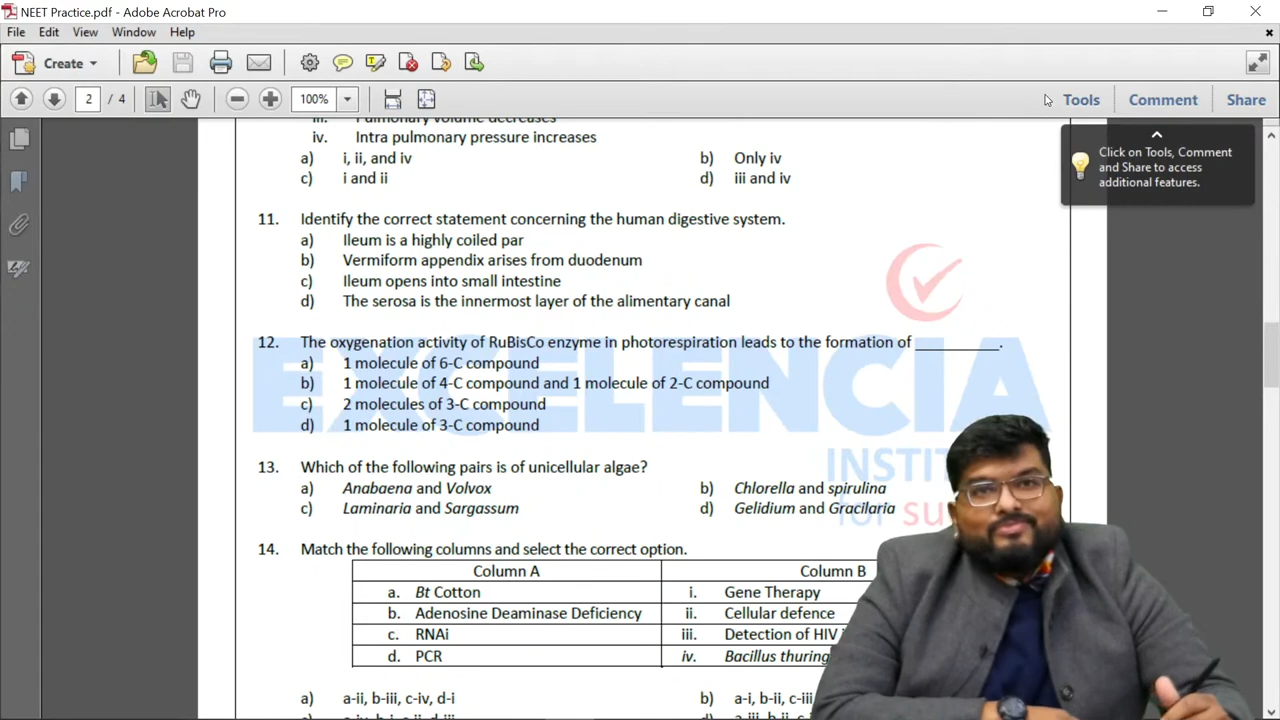 NEET Practice.pdf - Adobe Acrobat Pro
File Edit View Window Help
Create
2 / 4 100% Tools Comment Share
Click on Tools, Comment
and Share to access
additional features.
iii. Pulmonary volume decreases
iv. Intra pulmonary pressure increases
a) i, ii, and iv b) Only iv
c) i and ii d) iii and iv
11. Identify the correct statement concerning the human digestive system.
a) Ileum is a highly coiled par
b) Vermiform appendix arises from duodenum
c) Ileum opens into small intestine
d) The serosa is the innermost layer of the alimentary canal
12. The oxygenation activity of RuBisCo enzyme in photorespiration leads to the formation of __________.
a) 1 molecule of 6-C compound
b) 1 molecule of 4-C compound and 1 molecule of 2-C compound
c) 2 molecules of 3-C compound
d) 1 molecule of 3-C compound
EXCELENCIA
13. Which of the following pairs is of unicellular algae?
INSTIT
a) Anabaena and Volvox b) Chlorella and spirulina
c) Laminaria and Sargassum d) Gelidium and Gracilaria
for su
14. Match the following columns and select the correct option.
Column A Column B
a. Bt Cotton i. Gene Therapy
b. Adenosine Deaminase Deficiency ii. Cellular defence
c. RNAi iii. Detection of HIV
d. PCR iv. Bacillus thuring
a) a-ii, b-iii, c-iv, d-i b) a-i, b-ii, c-iii